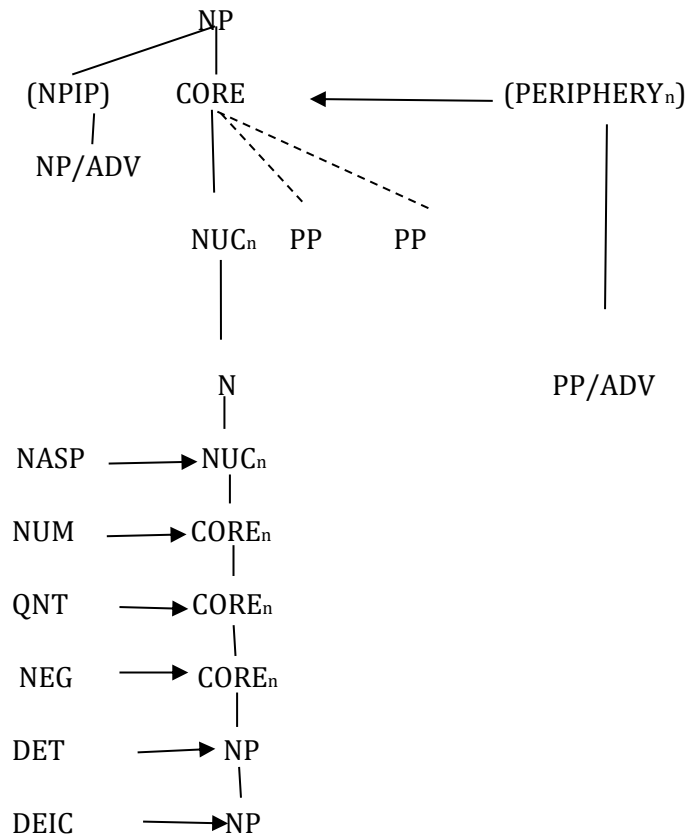 NP
(NPIP) CORE (PERIPHERYn)
NP/ADV
NUCn PP PP
N PP/ADV
NASP NUCn
NUM COREn
QNT COREn
NEG COREn
DET NP
DEIC NP